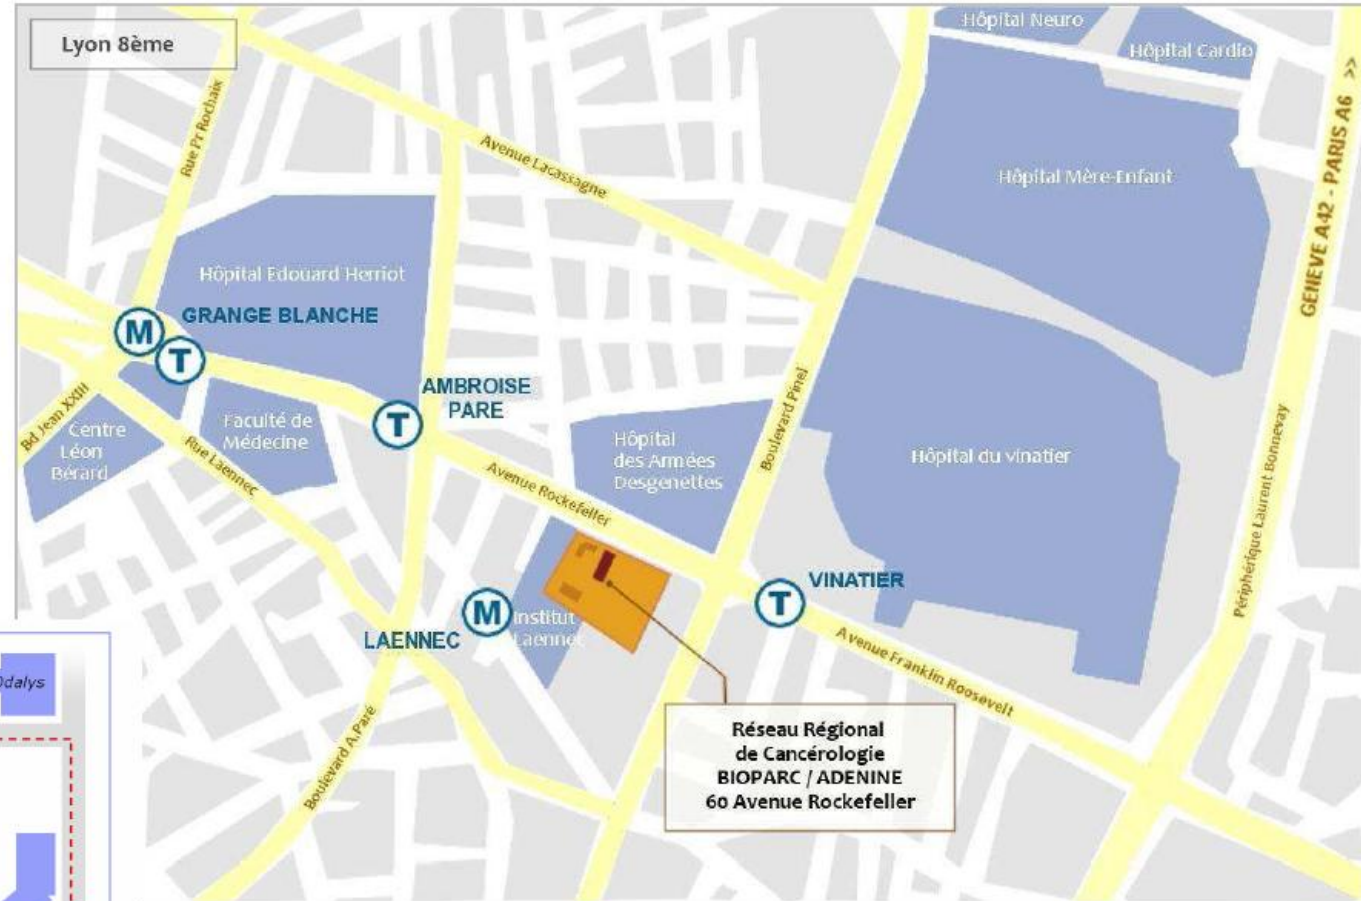 Lyon 8ème
Hôpital Neuro
Hôpital Cardio
GENEVE A42 - PARIS A6 >>
Rue Pr Rochaix
Avenue Lacassagne
Hôpital Mère-Enfant
Hôpital Edouard Herriot
M
T
GRANGE BLANCHE
AMBROISE
PARE
T
Boulevard Pinel
Bd Jean XXIII
Centre
Léon
Bérard
Faculté de
Médecine
Rue Laennec
Hôpital
des Armées
Desgenettes
Hôpital du vinatier
Périphérique Laurent Bonnevay
Avenue Rockefeller
VINATIER
T
M
LAENNEC
Institut
Laennec
Avenue Franklin Roosevelt
Boulevard A.Paré
Odalys
Réseau Régional
de Cancérologie
BIOPARC / ADENINE
60 Avenue Rockefeller